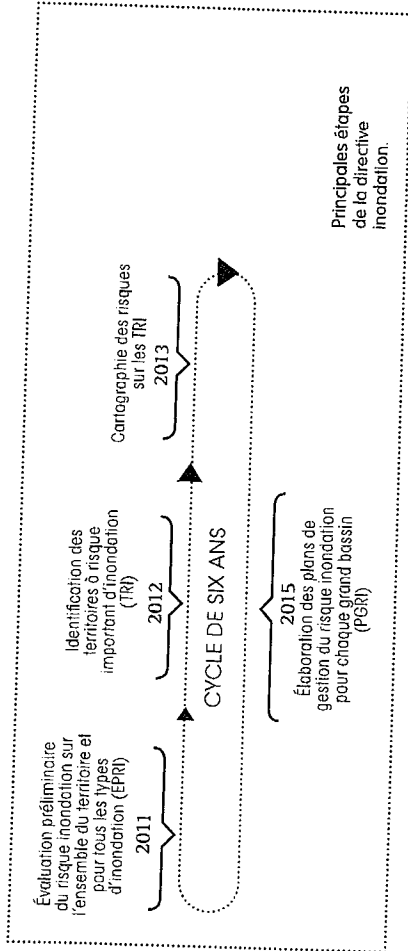 Évaluation préliminaire
du risque inondation sur
l'ensemble du territoire et
pour tous les types
d'inondation (EPRI)
2011
Identification des
territoires à risque
important d'inondation
(TRI)
2012
Cartographie des risques
sur les TRI
2013
CYCLE DE SIX ANS
2015
Élaboration des plans de
gestion du risque inondation
pour chaque grand bassin
(PGRI)
Principales étapes
de la directive
inondation.